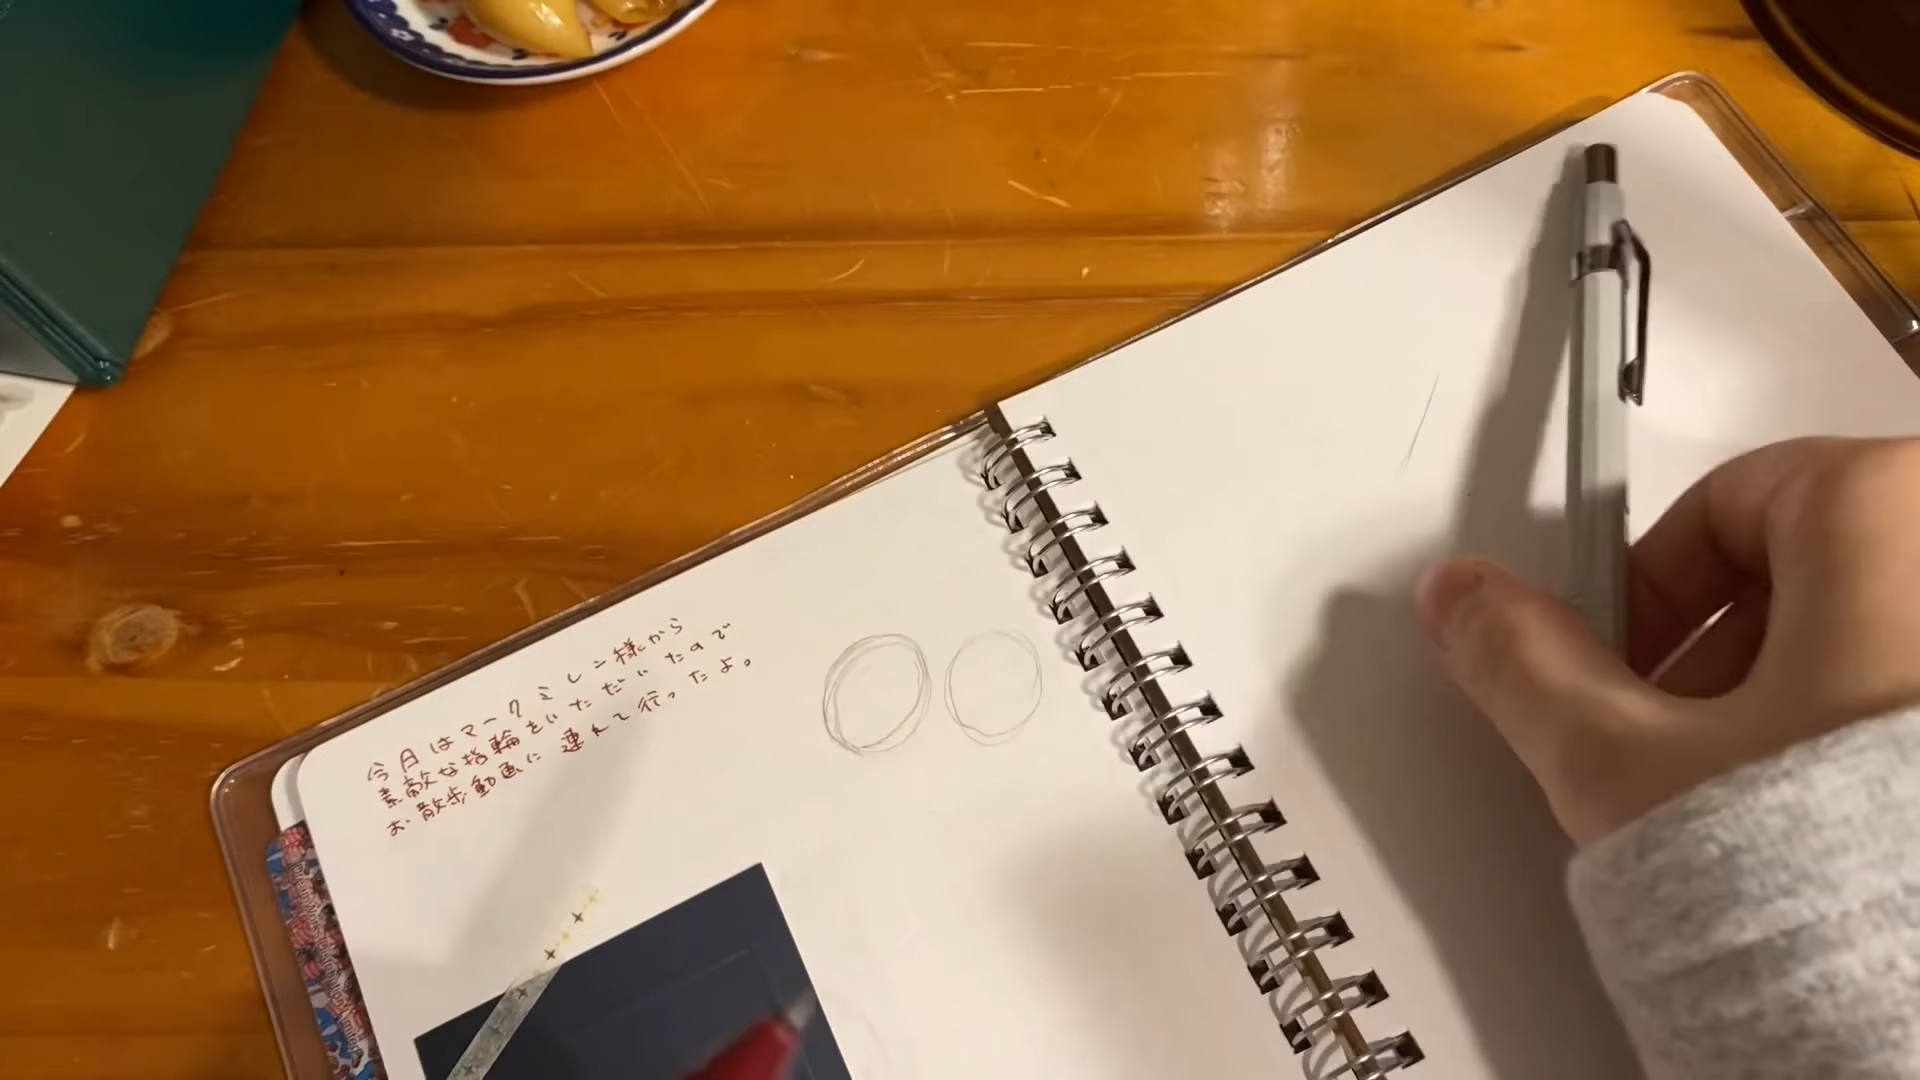 今月はマークミレン様から
素敵な指輪をいただいたので
お散歩動画に連れて行ったよ。